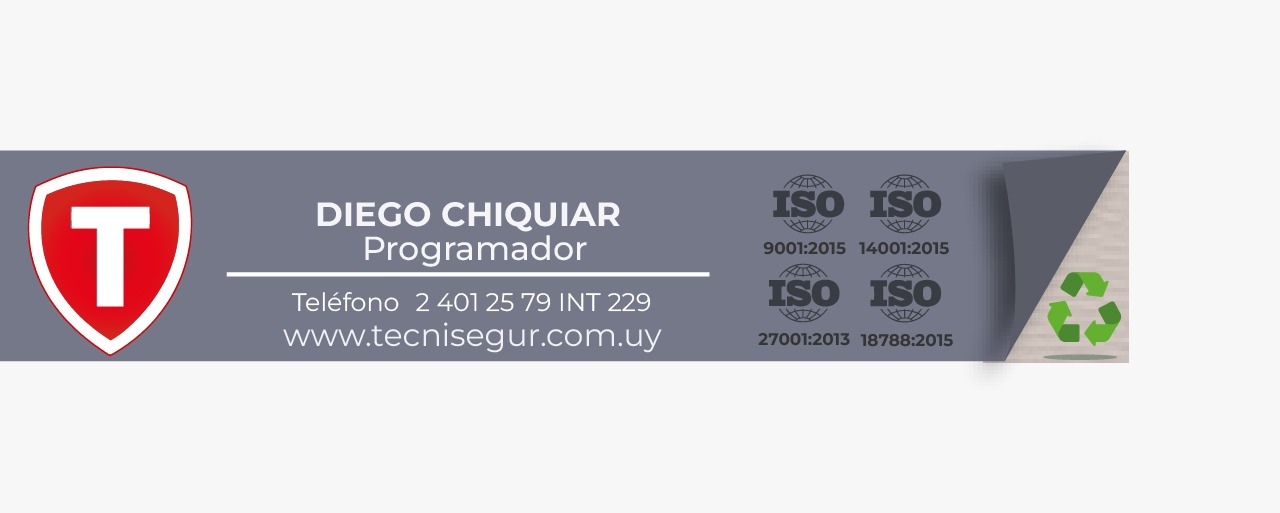 T
DIEGO CHIQUIAR
Programador
Teléfono 2 401 25 79 INT 229
www.tecnisegur.com.uy
ISO
9001:2015
ISO
14001:2015
ISO
27001:2013
ISO
18788:2015